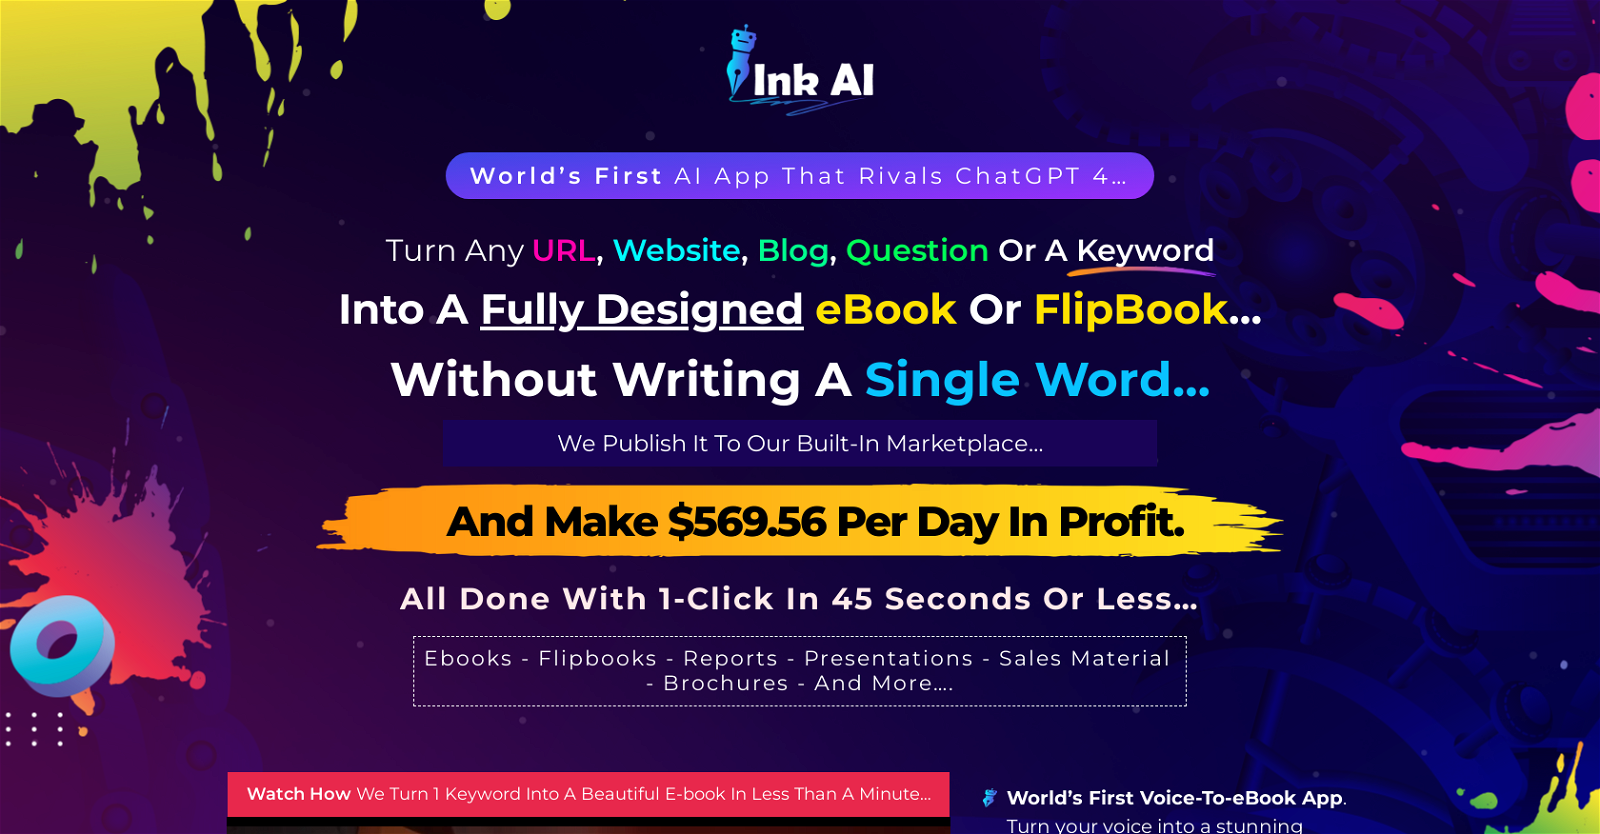 Ink AI
World’s First AI App That Rivals ChatGPT 4…
Turn Any URL, Website, Blog, Question Or A Keyword
Into A Fully Designed eBook Or FlipBook…
Without Writing A Single Word…
We Publish It To Our Built-In Marketplace…
And Make $569.56 Per Day In Profit.
All Done With 1-Click In 45 Seconds Or Less…
Ebooks - Flipbooks - Reports - Presentations - Sales Material
- Brochures - And More….
Watch How We Turn 1 Keyword Into A Beautiful E-book In Less Than A Minute…
World’s First Voice-To-eBook App.
Turn your voice into a stunning